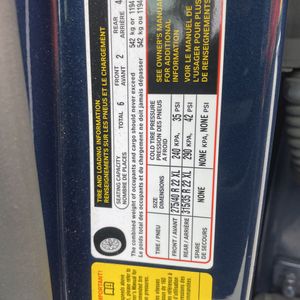 TIRE AND LOADING INFORMATION
RENSEIGNEMENTS SUR LES PNEUS ET LE CHARGEMENT
SEATING CAPACITY
NOMBRE DE PLACES
TOTAL 6
FRONT
AVANT 2
REAR
ARRIÈRE 4
The combined weight of occupants and cargo should never exceed 542 kg or 1194
Le poids total des occupants et du chargement ne doit jamais dépasser 542 kg ou 1194
TIRE / PNEU
SIZE
DIMENSIONS
COLD TIRE PRESSURE
PRESSION DES PNEUS
A FROID
FRONT / AVANT 275/40 R 22 XL 240 KPA, 35 PSI
REAR / ARRIÈRE 315/35 R 22 XL 290 KPA, 42 PSI
SPARE
DE SECOURS NONE NONE KPA, NONE PSI
SEE OWNER'S MANUAL
FOR ADDITIONAL
INFORMATION
VOIR LE MANUEL DE
L'USAGER POUR PLUS
DE RENSEIGNEMENTS
IMPORTANT!